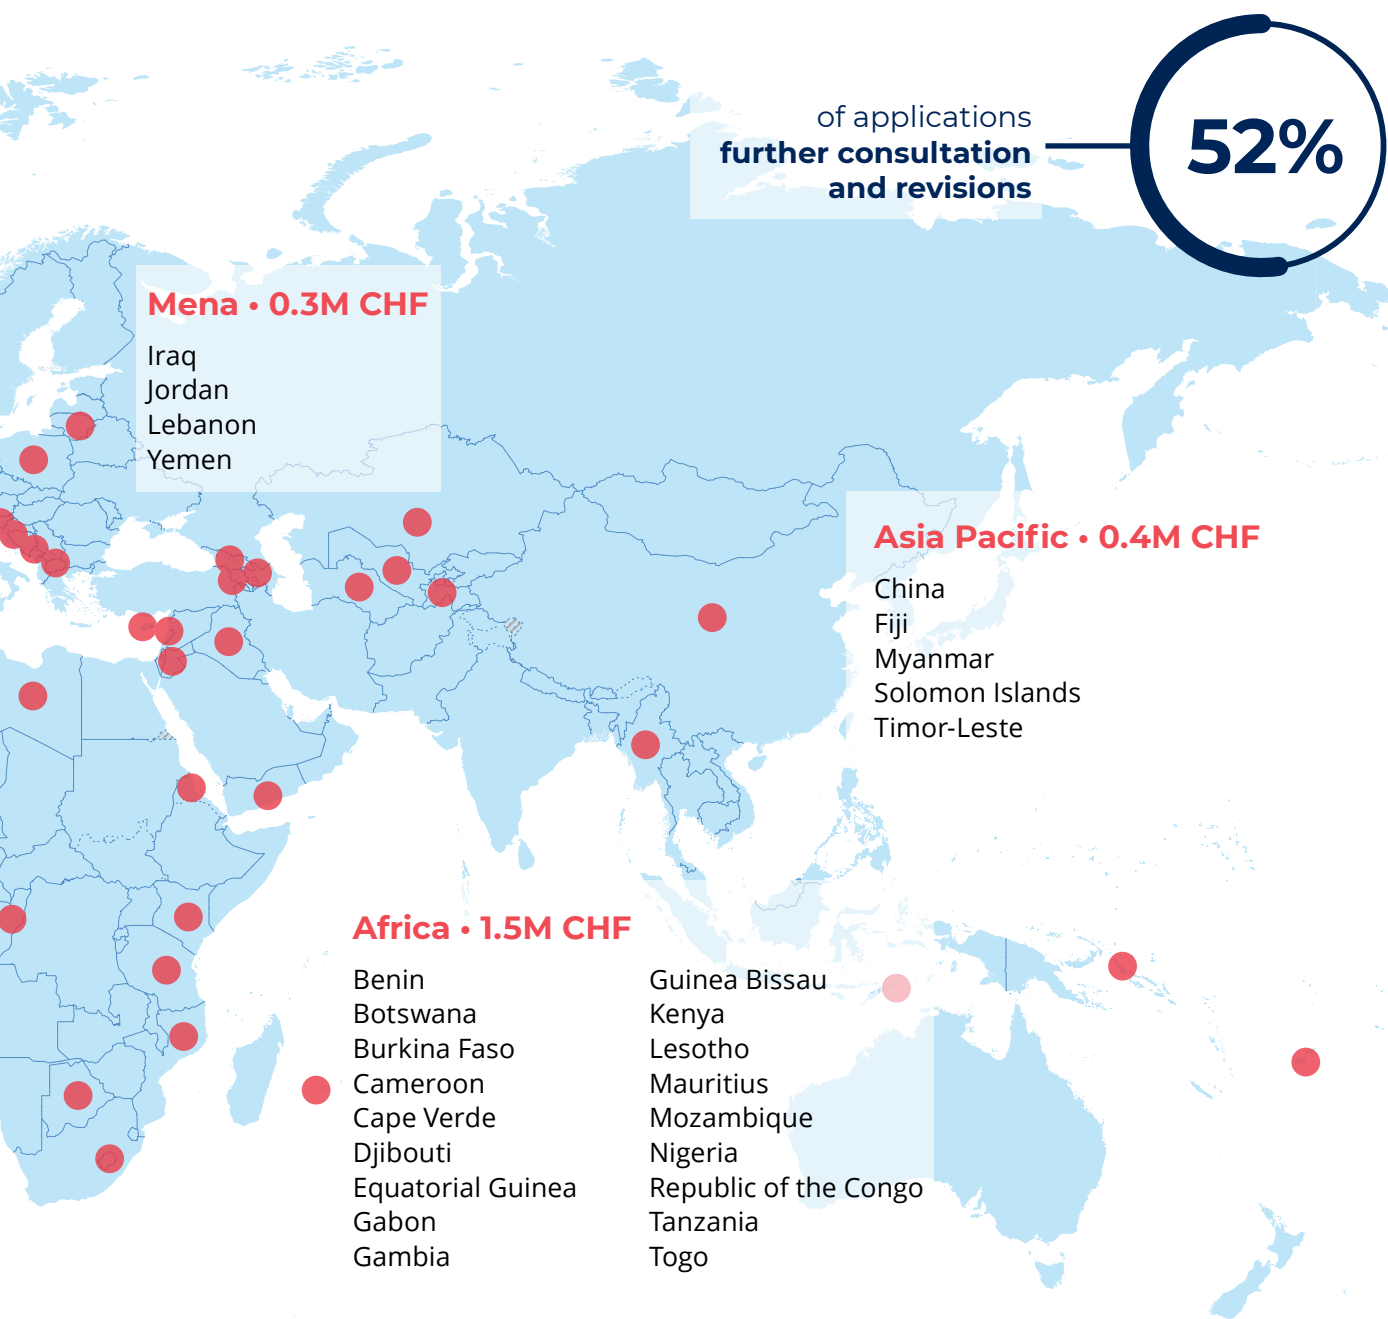 of applications
further consultation
and revisions
52%
Mena • 0.3M CHF
Iraq
Jordan
Lebanon
Yemen
Asia Pacific • 0.4M CHF
China
Fiji
Myanmar
Solomon Islands
Timor-Leste
Africa • 1.5M CHF
Benin
Botswana
Burkina Faso
Cameroon
Cape Verde
Djibouti
Equatorial Guinea
Gabon
Gambia
Guinea Bissau
Kenya
Lesotho
Mauritius
Mozambique
Nigeria
Republic of the Congo
Tanzania
Togo